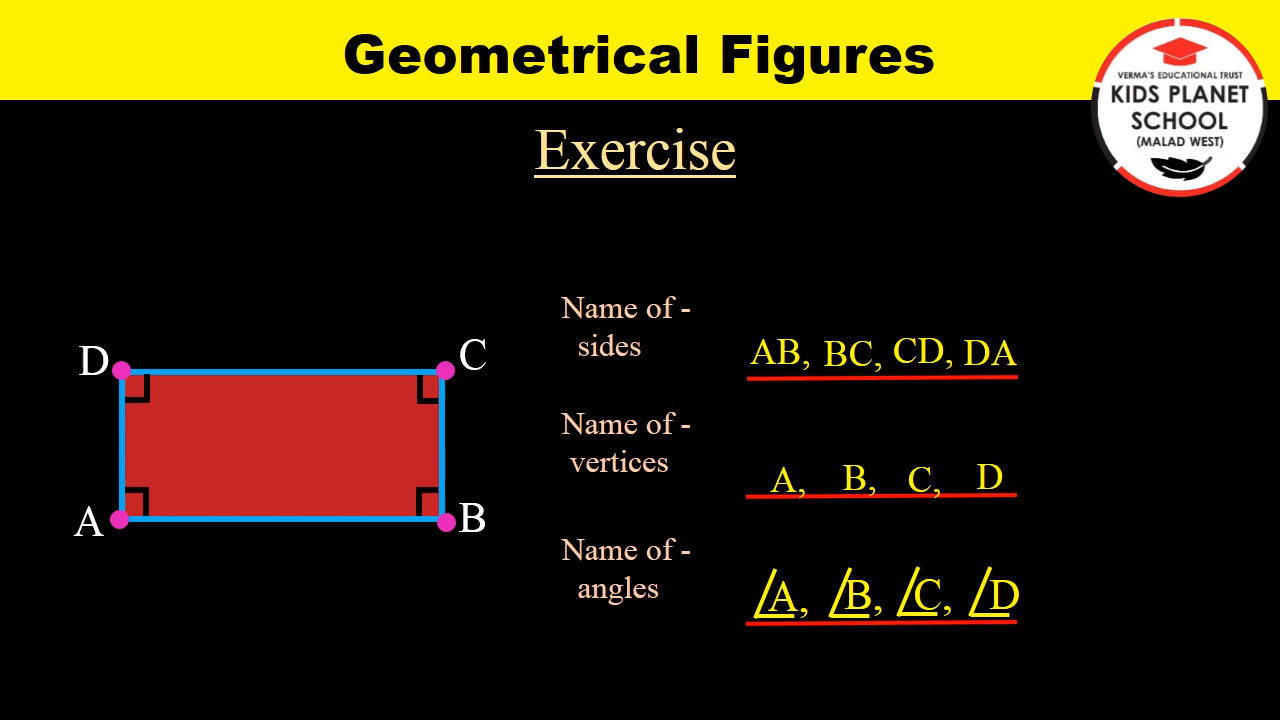 Geometrical Figures
VERMA'S EDUCATIONAL TRUST
KIDS PLANET
SCHOOL
(MALAD WEST)
Exercise
Name of -
sides
AB, BC, CD, DA
Name of -
vertices
A, B, C, D
Name of -
angles
∠A, ∠B, ∠C, ∠D
D
C
A
B